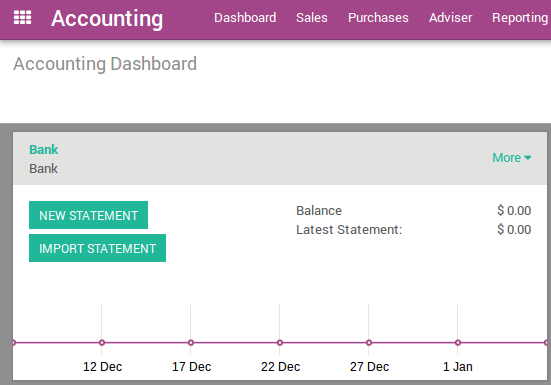 Accounting Dashboard Sales Purchases Adviser Reporting
Accounting Dashboard
Bank
Bank
More
NEW STATEMENT
IMPORT STATEMENT
Balance $ 0.00
Latest Statement: $ 0.00
12 Dec 17 Dec 22 Dec 27 Dec 1 Jan